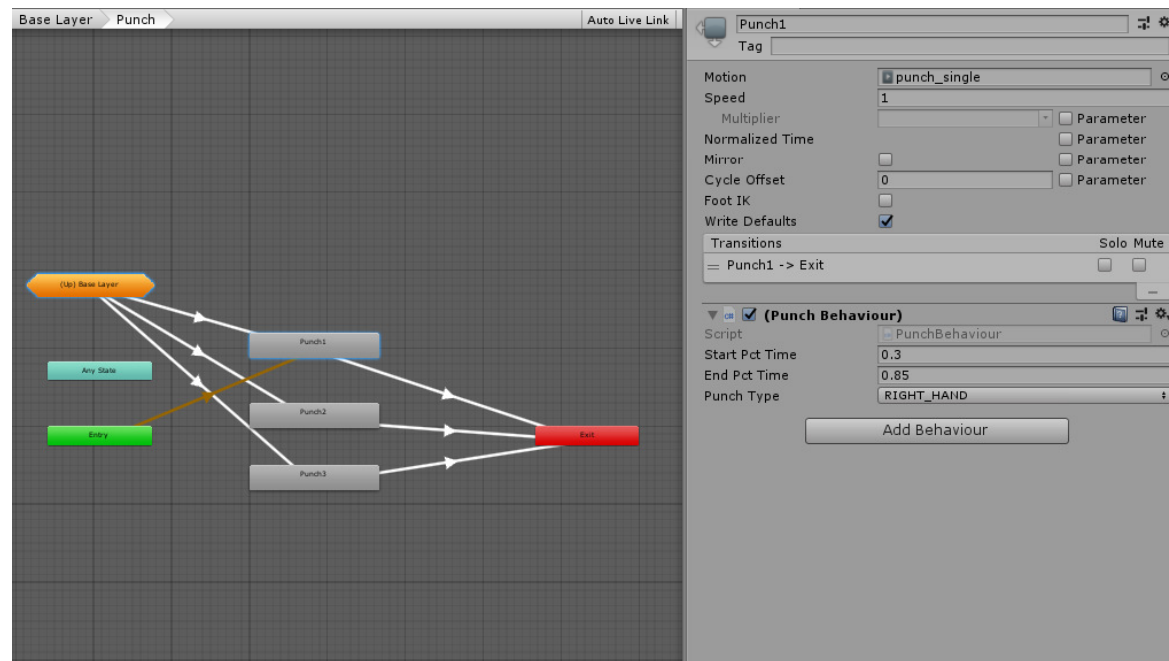 Base Layer Punch Auto Live Link
(Up) Base Layer
Any State
Entry
Punch1
Punch2
Punch3
Exit
Punch1
Tag
Motion punch_single
Speed 1
Multiplier Parameter
Normalized Time Parameter
Mirror Parameter
Cycle Offset 0 Parameter
Foot IK
Write Defaults
Transitions Solo Mute
= Punch1 -> Exit
(Punch Behaviour)
Script PunchBehaviour
Start Pct Time 0.3
End Pct Time 0.85
Punch Type RIGHT_HAND
Add Behaviour